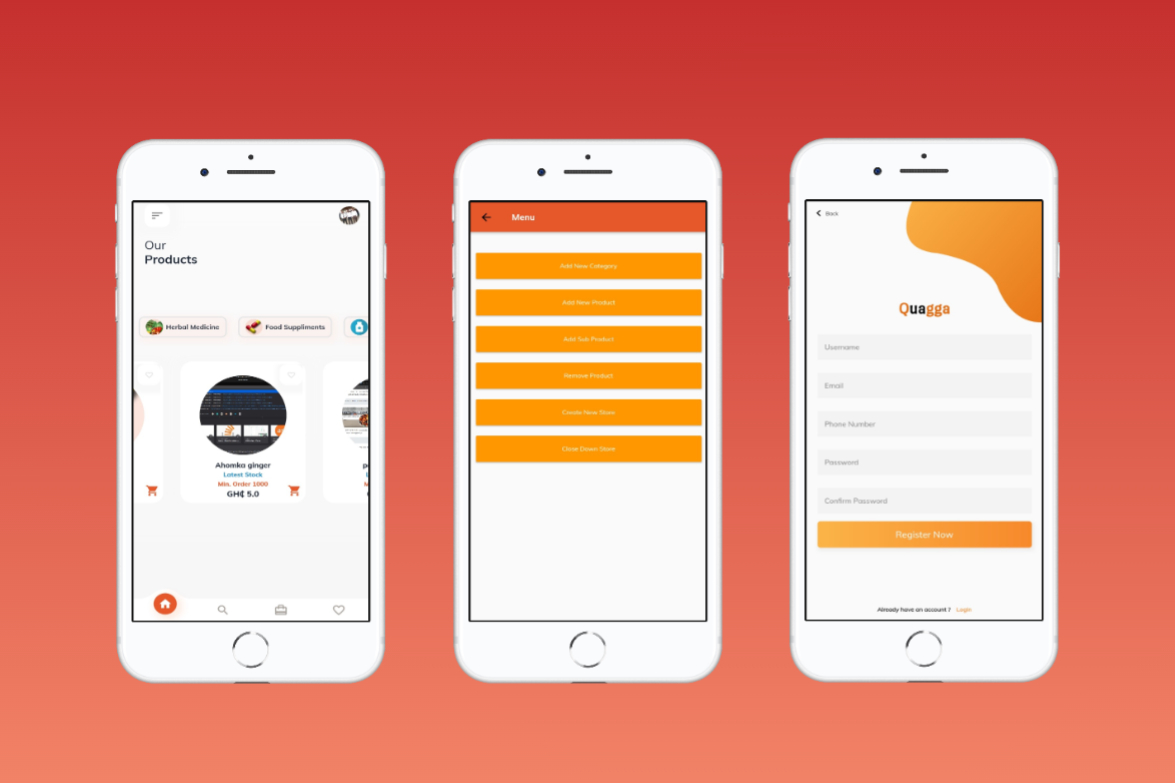 Our
Products
Herbal Medicine
Food Suppliments
Ahomka ginger
Latest Stock
Min. Order 1000
GH₵ 5.0
Menu
Add New Category
Add New Product
Add Sub Product
Remove Product
Create New Store
Close Down Store
Back
Quagga
Username
Email
Phone Number
Password
Confirm Password
Register Now
Already have an account ? Login